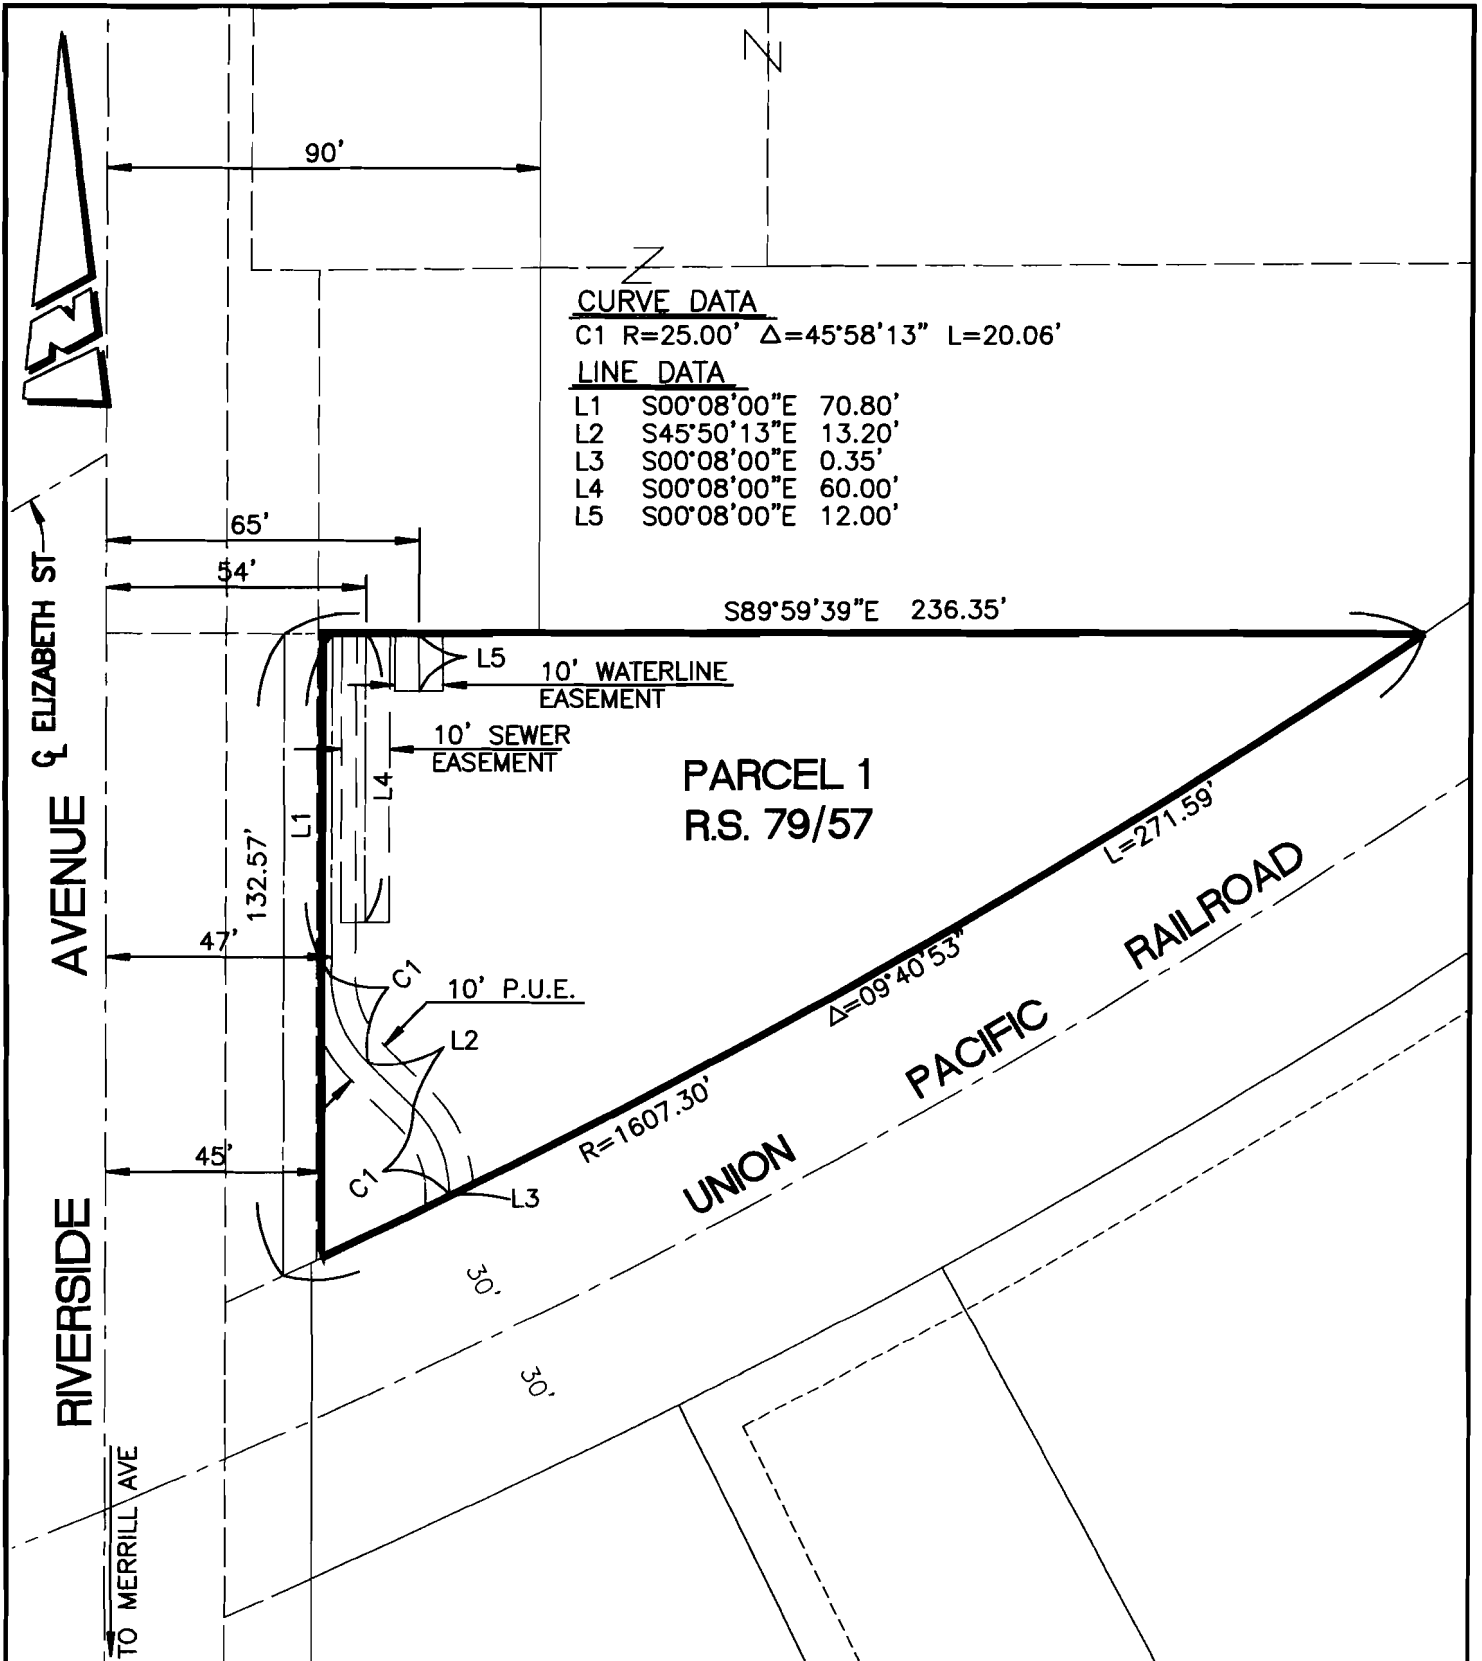 N
90'
Z
Z
CURVE DATA
C1 R=25.00' Δ=45°58'13" L=20.06'
LINE DATA
L1 S00°08'00"E 70.80'
L2 S45°50'13"E 13.20'
L3 S00°08'00"E 0.35'
L4 S00°08'00"E 60.00'
L5 S00°08'00"E 12.00'
65'
54'
℄ ELIZABETH ST
S89°59'39"E 236.35'
L5
10' WATERLINE
EASEMENT
10' SEWER
EASEMENT
L4
L1
132.57'
PARCEL 1
R.S. 79/57
L=271.59'
Δ=09°40'53"
R=1607.30'
47'
C1
10' P.U.E.
L2
45'
C1
L3
RIVERSIDE AVENUE
UNION PACIFIC RAILROAD
30'
30'
TO MERRILL AVE